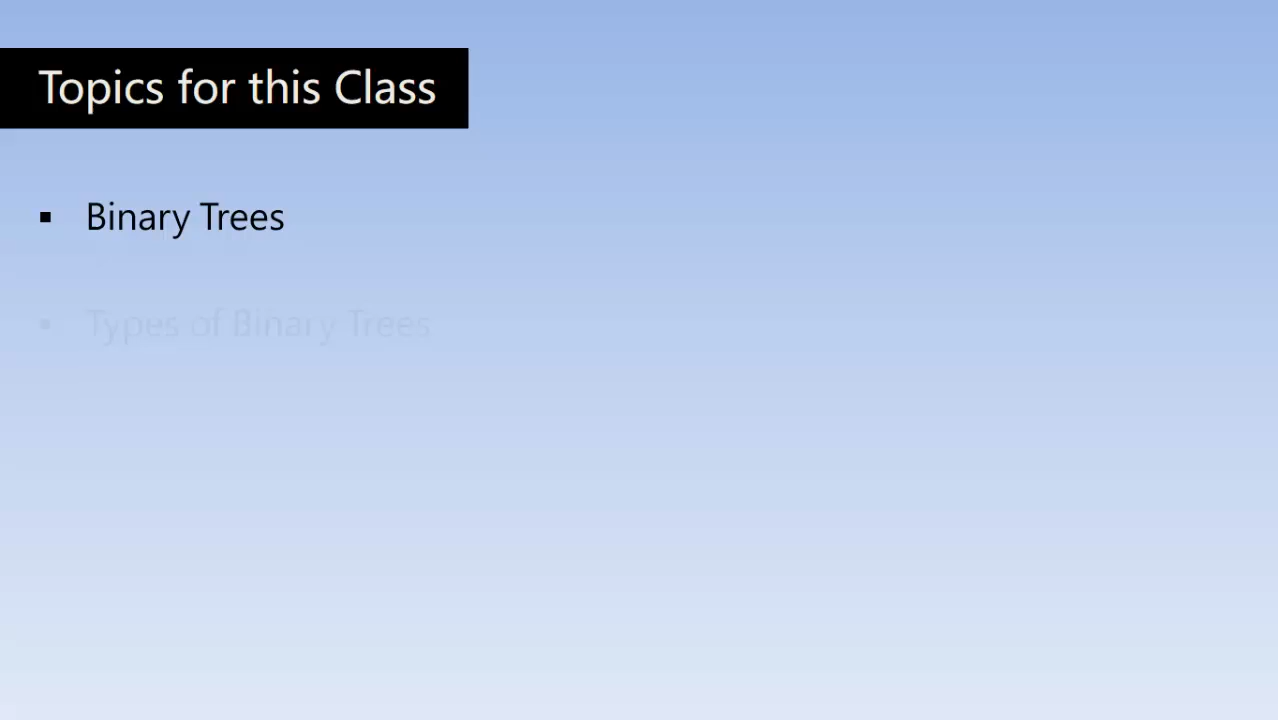 Topics for this Class
▪ Binary Trees
▪ Types of Binary Trees